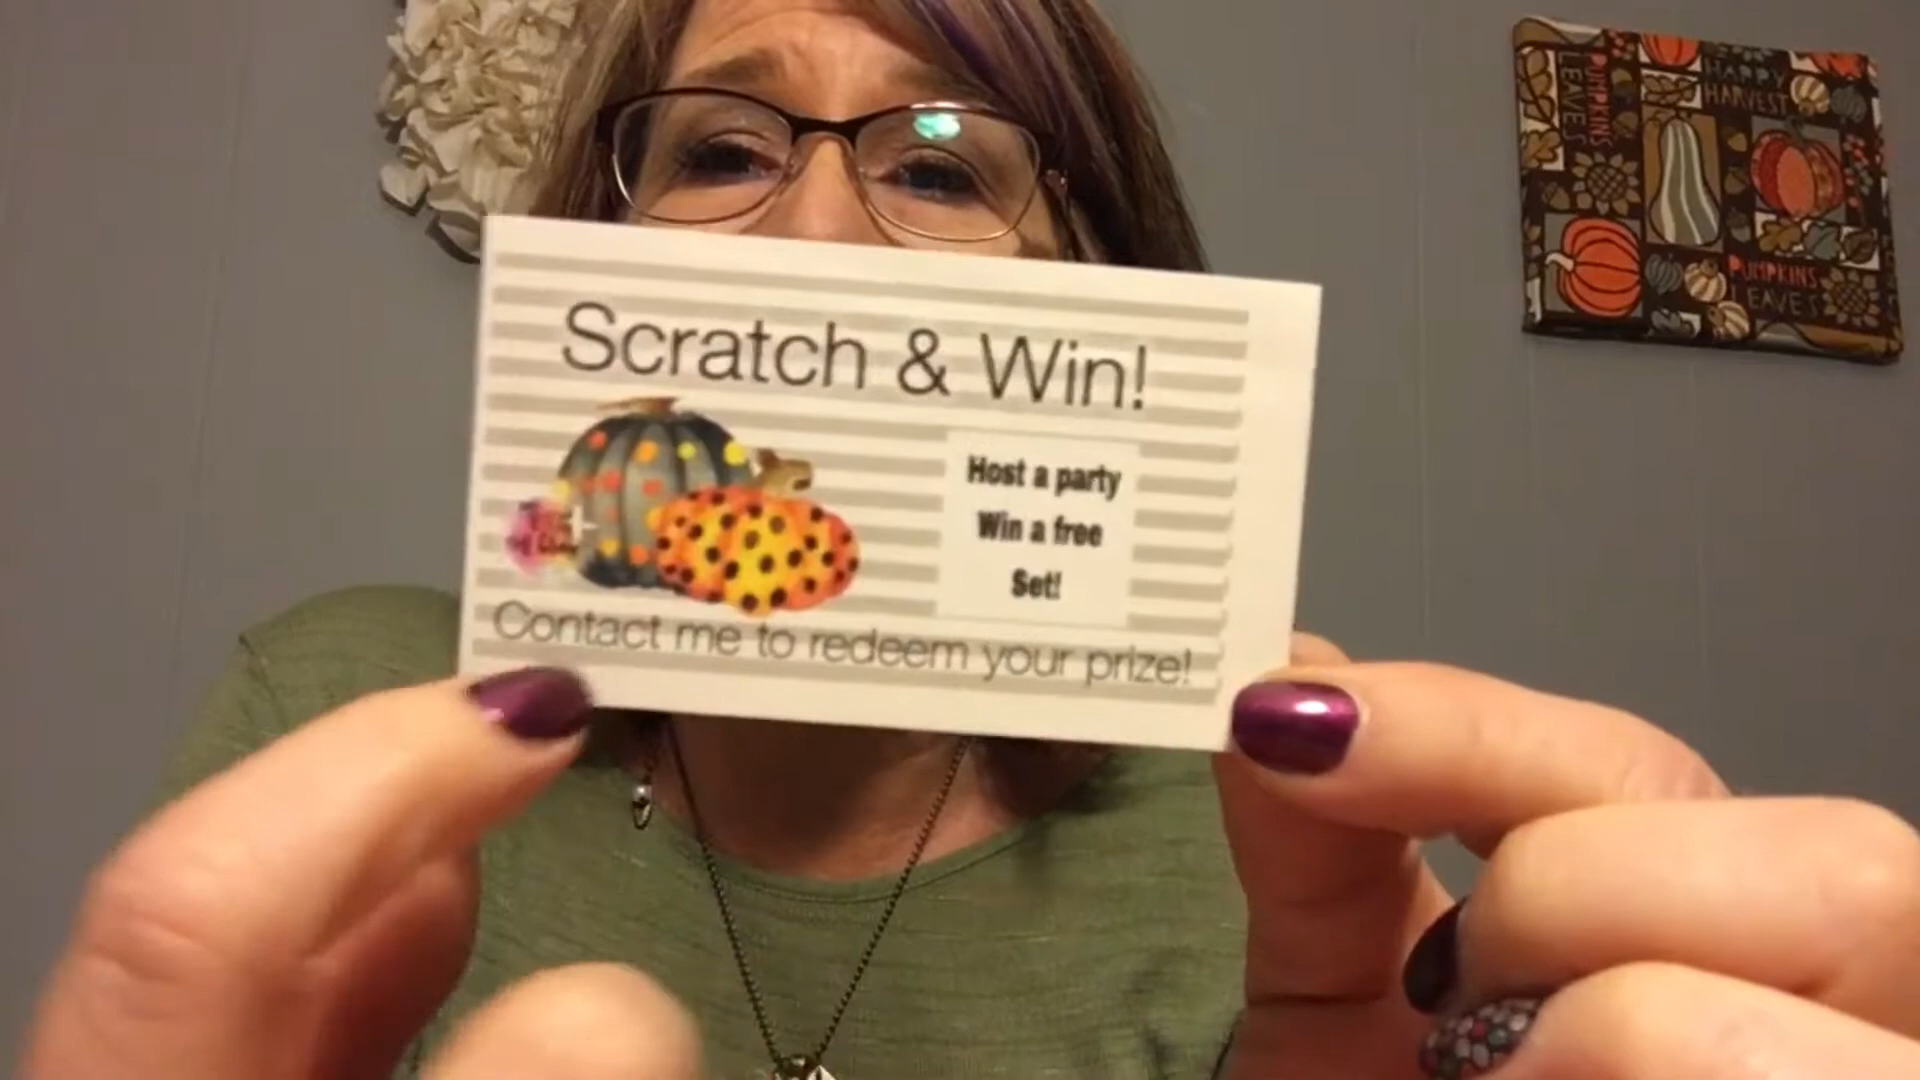 Scratch & Win!
Host a party
Win a free
Set!
Contact me to redeem your prize!
HAPPY
HARVEST
PUMPKINS
LEAVES
PUMPKINS
LEAVES